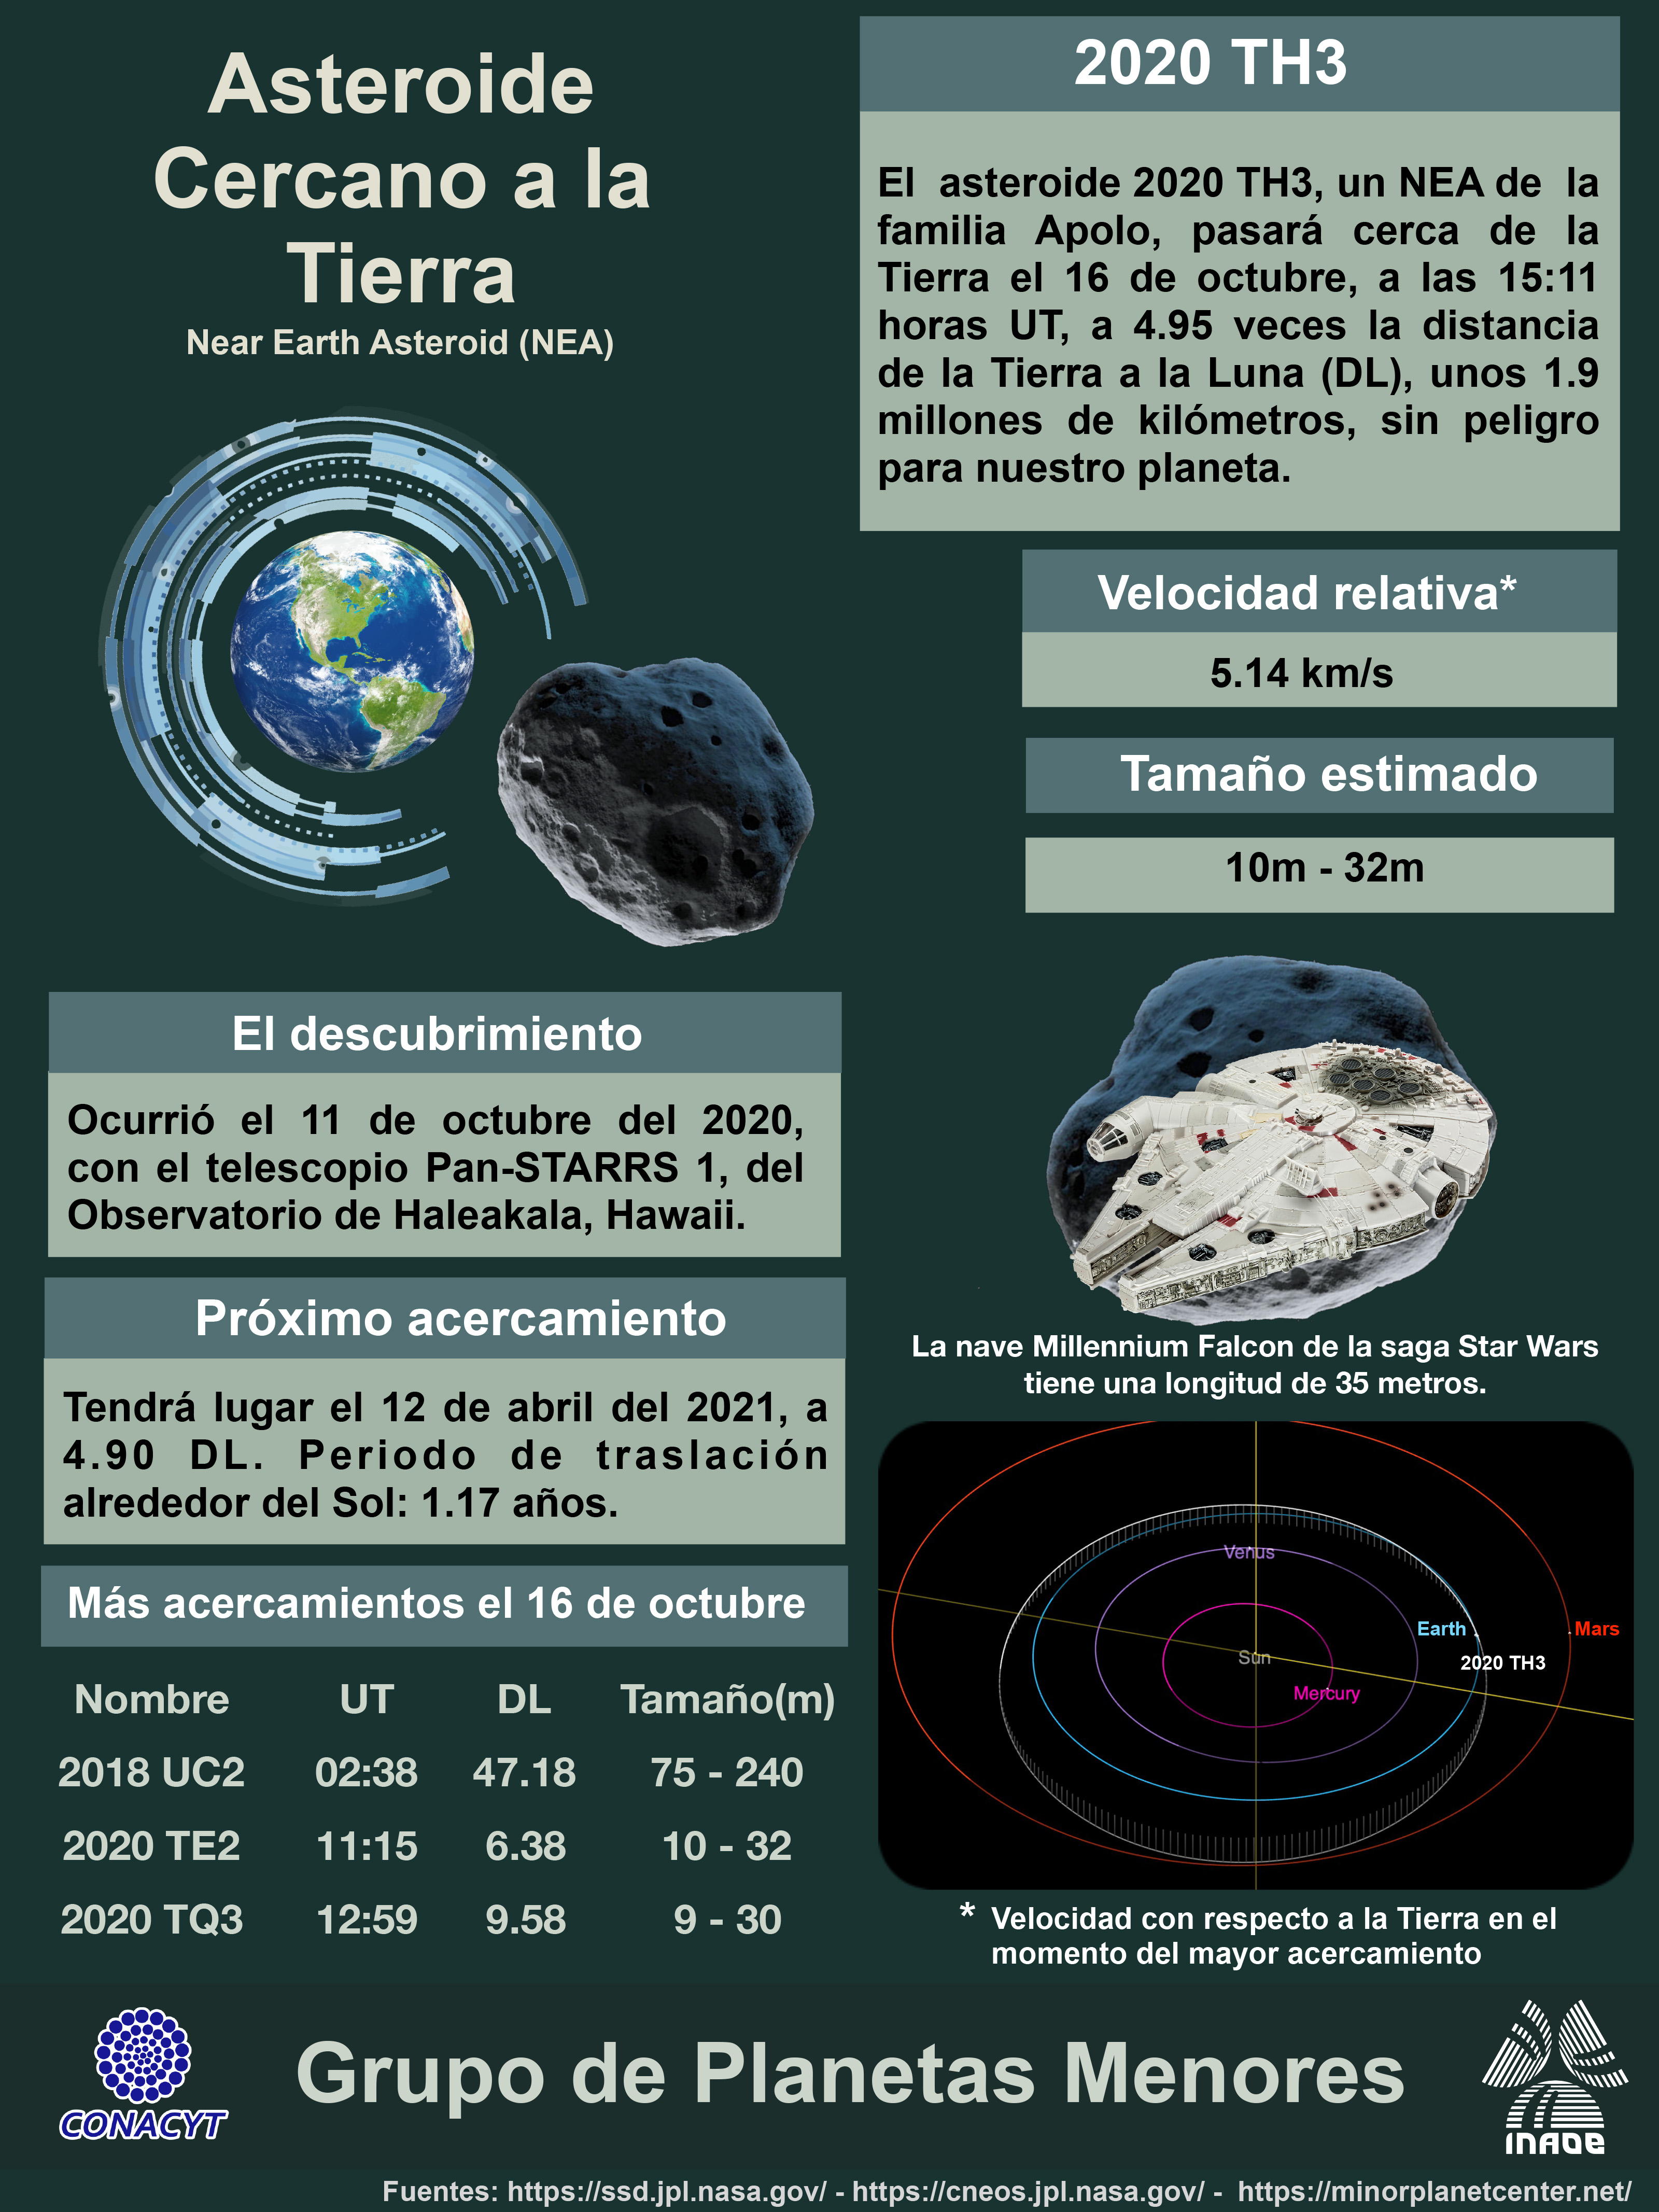 Asteroide
Cercano a la
Tierra
Near Earth Asteroid (NEA)
2020 TH3
El asteroide 2020 TH3, un NEA de la
familia Apolo, pasará cerca de la
Tierra el 16 de octubre, a las 15:11
horas UT, a 4.95 veces la distancia
de la Tierra a la Luna (DL), unos 1.9
millones de kilómetros, sin peligro
para nuestro planeta.
Velocidad relativa*
5.14 km/s
Tamaño estimado
10m - 32m
El descubrimiento
Ocurrió el 11 de octubre del 2020,
con el telescopio Pan-STARRS 1, del
Observatorio de Haleakala, Hawaii.
Próximo acercamiento
Tendrá lugar el 12 de abril del 2021, a
4.90 DL. Periodo de traslación
alrededor del Sol: 1.17 años.
La nave Millennium Falcon de la saga Star Wars
tiene una longitud de 35 metros.
Más acercamientos el 16 de octubre
Nombre UT DL Tamaño(m)
2018 UC2 02:38 47.18 75 - 240
2020 TE2 11:15 6.38 10 - 32
2020 TQ3 12:59 9.58 9 - 30
Venus
Earth
Mars
Sun
2020 TH3
Mercury
* Velocidad con respecto a la Tierra en el
momento del mayor acercamiento
CONACYT
Grupo de Planetas Menores
INAOE
Fuentes: https://ssd.jpl.nasa.gov/ - https://cneos.jpl.nasa.gov/ - https://minorplanetcenter.net/